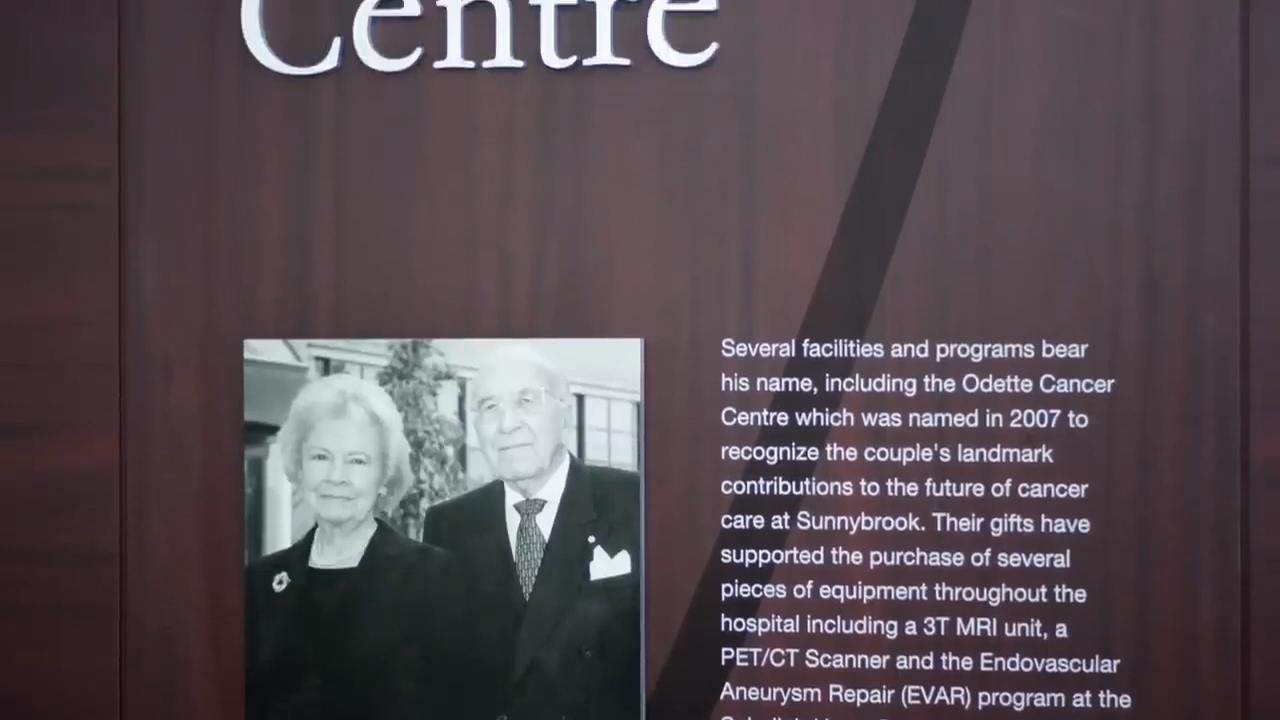 Centre
Several facilities and programs bear
his name, including the Odette Cancer
Centre which was named in 2007 to
recognize the couple's landmark
contributions to the future of cancer
care at Sunnybrook. Their gifts have
supported the purchase of several
pieces of equipment throughout the
hospital including a 3T MRI unit, a
PET/CT Scanner and the Endovascular
Aneurysm Repair (EVAR) program at the